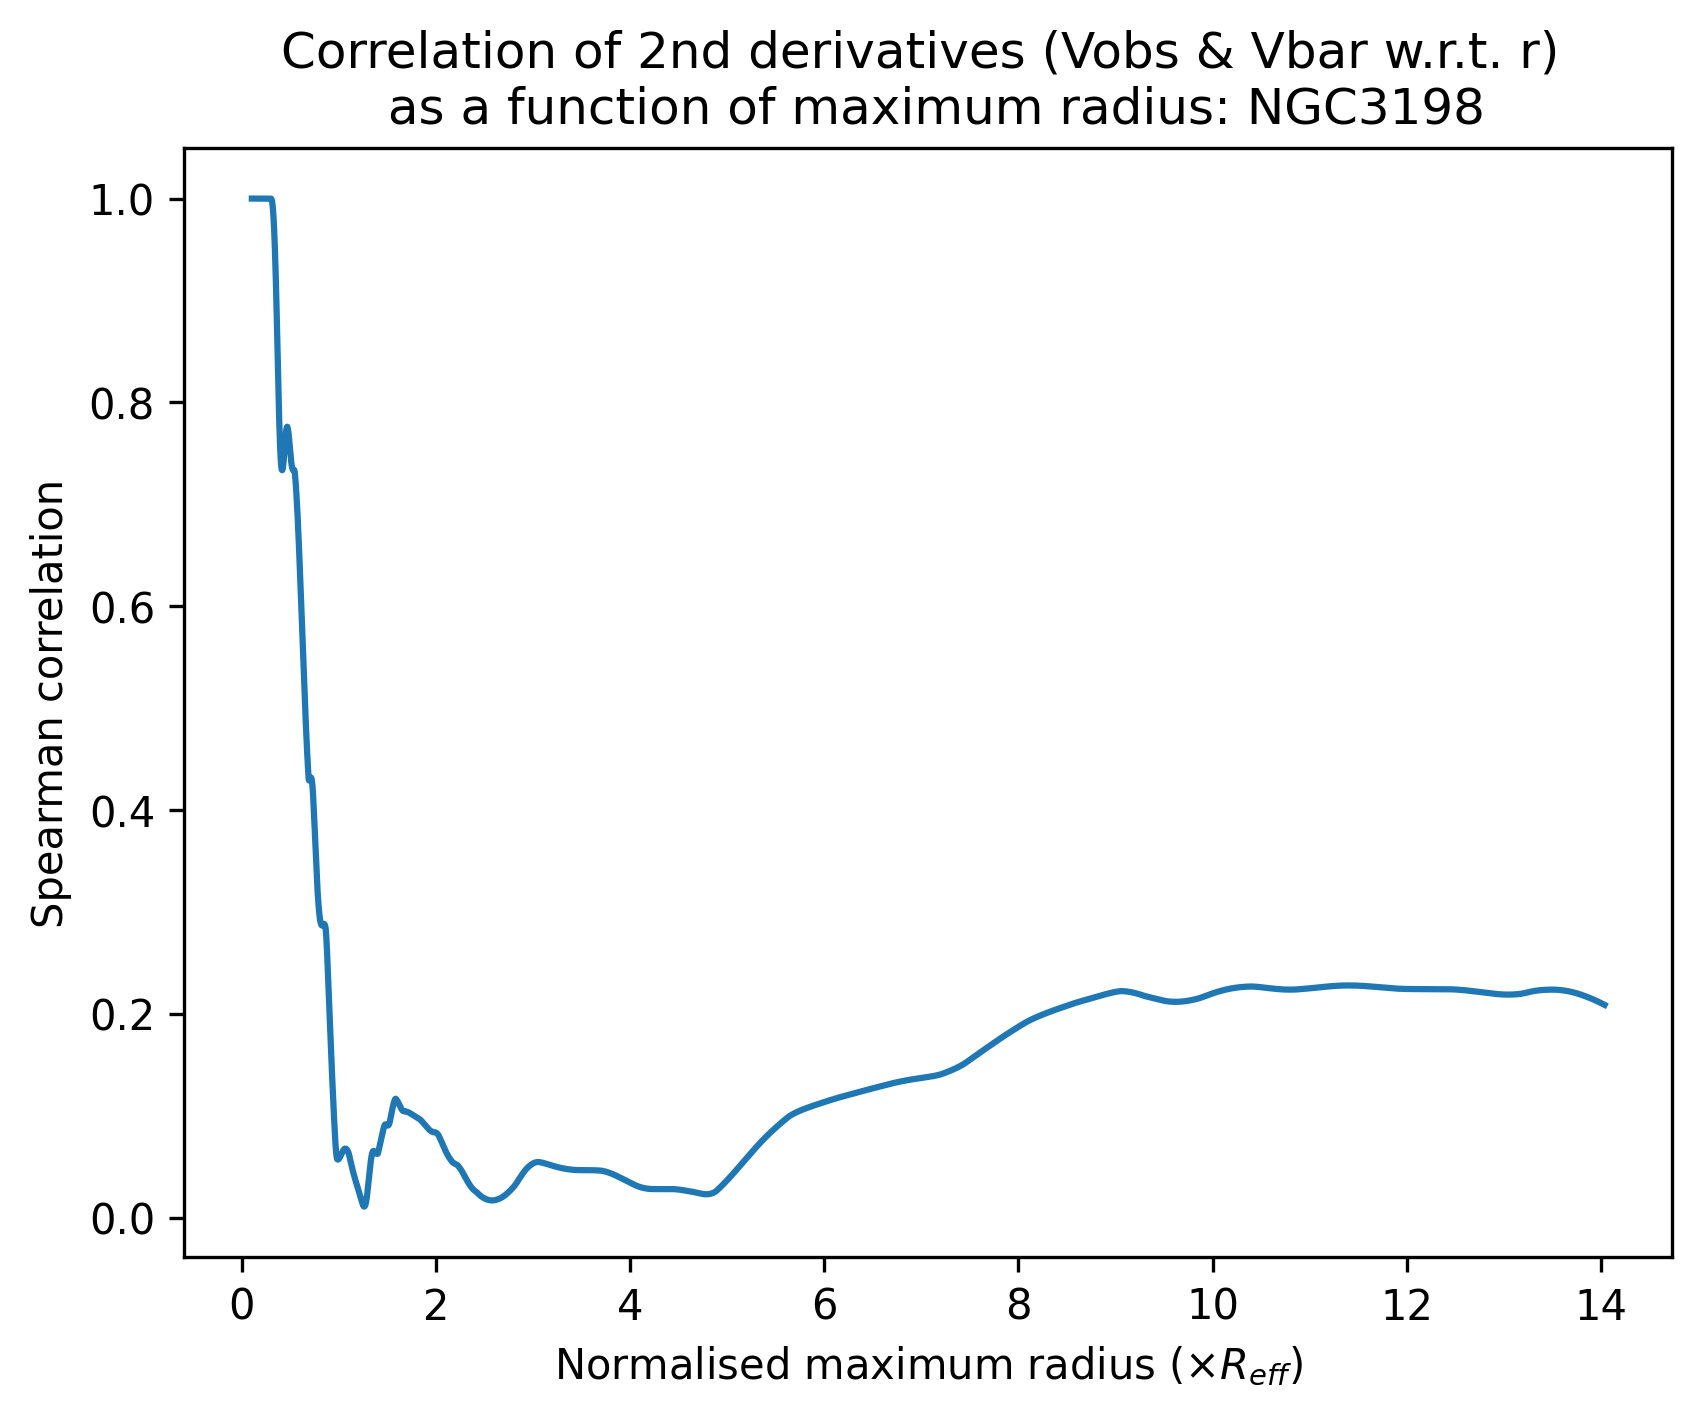 Correlation of 2nd derivatives (Vobs & Vbar w.r.t. r)
as a function of maximum radius: NGC3198
1.0
0.8
0.6
0.4
0.2
0.0
Spearman correlation
0 2 4 6 8 10 12 14
Normalised maximum radius (×R_eff)